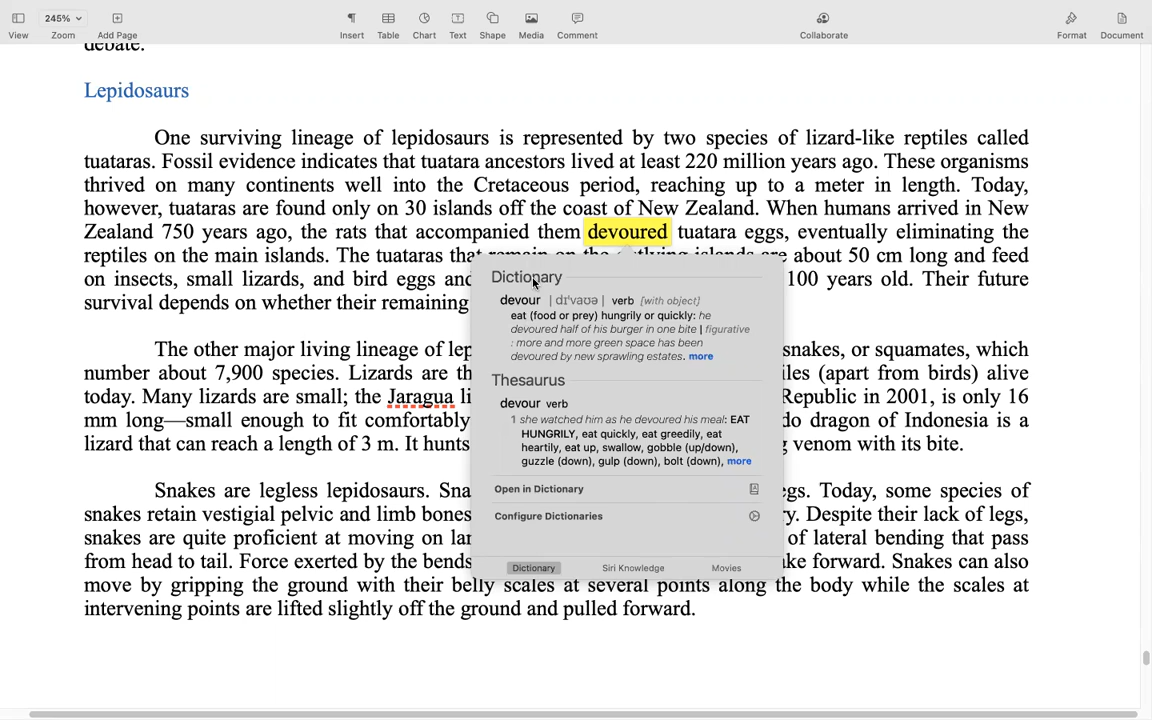 245%
View
Zoom
Add Page
Insert
Table
Chart
Text
Shape
Media
Comment
Collaborate
Format
Document
debate.
Lepidosaurs
One surviving lineage of lepidosaurs is represented by two species of lizard-like reptiles called
tuataras. Fossil evidence indicates that tuatara ancestors lived at least 220 million years ago. These organisms
thrived on many continents well into the Cretaceous period, reaching up to a meter in length. Today,
however, tuataras are found only on 30 islands off the coast of New Zealand. When humans arrived in New
Zealand 750 years ago, the rats that accompanied them devoured tuatara eggs, eventually eliminating the
reptiles on the main islands. The tuataras that remain on the outlying islands are about 50 cm long and feed
on insects, small lizards, and bird eggs and 100 years old. Their future
survival depends on whether their remaining
The other major living lineage of lep snakes, or squamates, which
number about 7,900 species. Lizards are th iles (apart from birds) alive
today. Many lizards are small; the Jaragua li Republic in 2001, is only 16
mm long—small enough to fit comfortably do dragon of Indonesia is a
lizard that can reach a length of 3 m. It hunts g venom with its bite.
Snakes are legless lepidosaurs. Sna egs. Today, some species of
snakes retain vestigial pelvic and limb bones ry. Despite their lack of legs,
snakes are quite proficient at moving on lan of lateral bending that pass
from head to tail. Force exerted by the bends ake forward. Snakes can also
move by gripping the ground with their belly scales at several points along the body while the scales at
intervening points are lifted slightly off the ground and pulled forward.
Dictionary
devour | dɪˈvaʊə | verb [with object]
eat (food or prey) hungrily or quickly: he
devoured half of his burger in one bite | figurative
: more and more green space has been
devoured by new sprawling estates. more
Thesaurus
devour verb
1 she watched him as he devoured his meal: EAT
HUNGRILY, eat quickly, eat greedily, eat
heartily, eat up, swallow, gobble (up/down),
guzzle (down), gulp (down), bolt (down), more
Open in Dictionary
Configure Dictionaries
Dictionary
Siri Knowledge
Movies